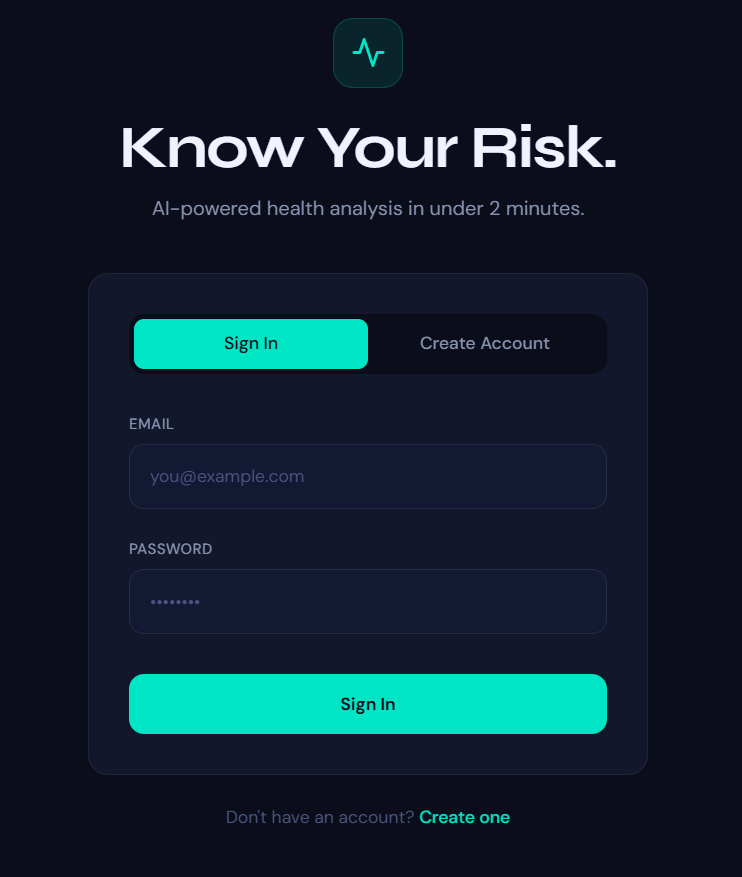 Know Your Risk.
AI-powered health analysis in under 2 minutes.
Sign In
Create Account
EMAIL
you@example.com
PASSWORD
••••••••
Sign In
Don't have an account? Create one